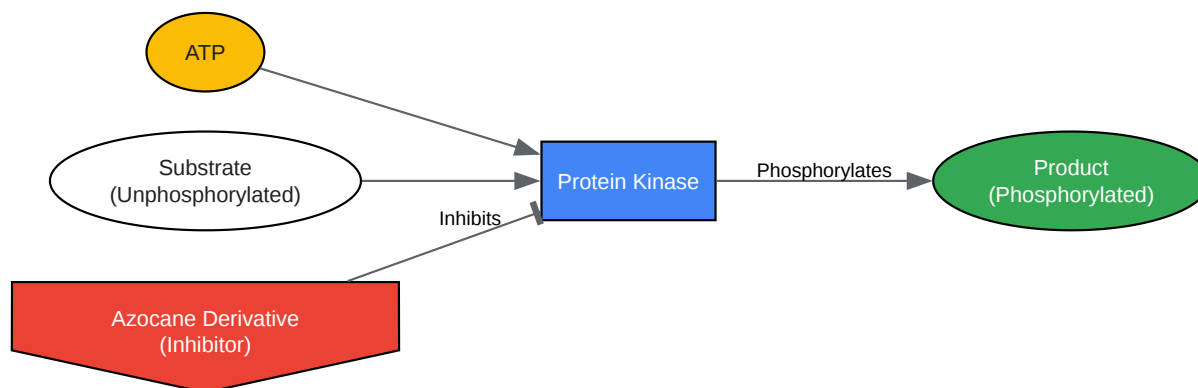 ATP
Substrate
(Unphosphorylated)
Protein Kinase
Phosphorylates
Product
(Phosphorylated)
Inhibits
Azocane Derivative
(Inhibitor)